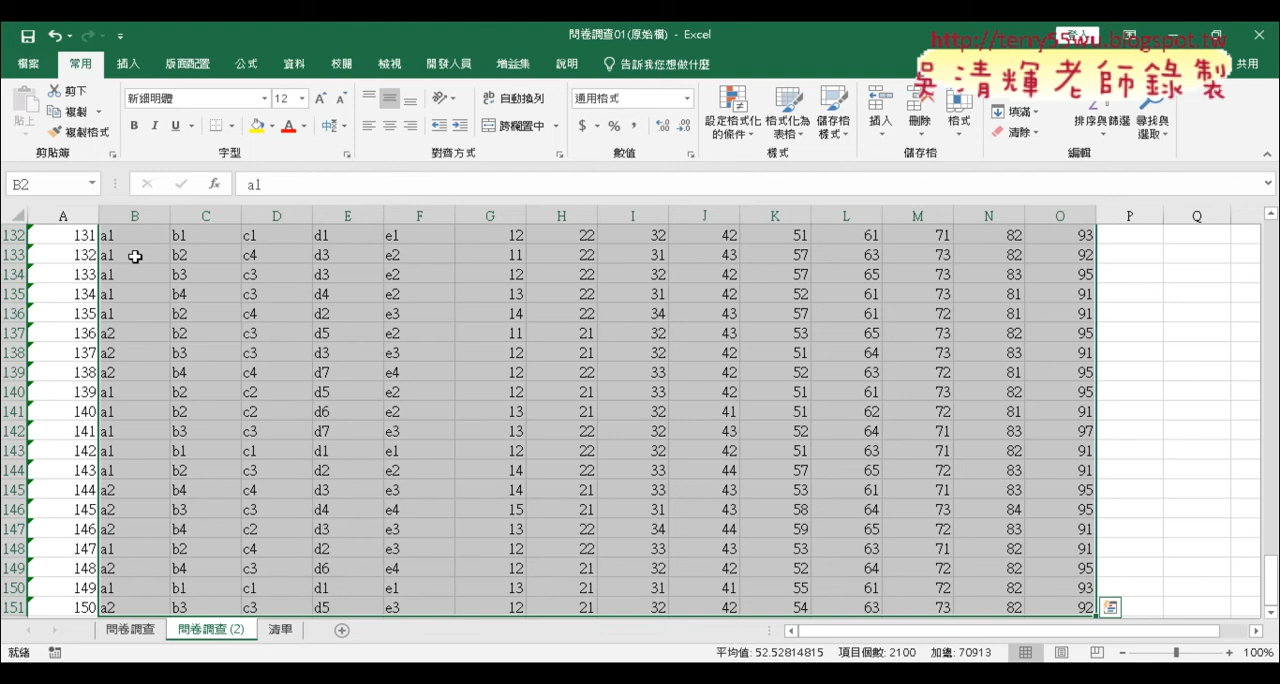 問卷調查01(原始檔) - Excel
登入
http://terry55wu.blogspot.tw
吳清輝老師錄製
檔案 常用 插入 版面配置 公式 資料 校閱 檢視 開發人員 增益集 說明 告訴我您想做什麼 共用
貼上 剪下 複製 複製格式 剪貼簿
新細明體 12 B I U 字型
自動換列 跨欄置中 對齊方式
通用格式 $ % 數值
設定格式化的條件 格式化為表格 儲存格樣式 樣式
插入 刪除 格式 儲存格
填滿 清除 排序與篩選 尋找與選取 編輯
B2 fx a1
A B C D E F G H I J K L M N O P Q
132 131 a1 b1 c1 d1 e1 12 22 32 42 51 61 71 82 93
133 132 a1 b2 c4 d3 e2 11 22 31 43 57 63 73 82 92
134 133 a1 b3 c3 d3 e2 12 22 32 42 57 65 73 83 95
135 134 a1 b4 c3 d4 e2 13 22 31 42 52 61 73 81 91
136 135 a1 b2 c4 d2 e3 14 22 34 43 57 61 72 81 91
137 136 a2 b2 c3 d5 e2 11 21 32 43 53 65 73 82 95
138 137 a2 b3 c3 d3 e3 12 21 32 42 51 64 73 83 91
139 138 a2 b4 c4 d7 e4 12 22 33 42 52 63 72 81 95
140 139 a1 b2 c3 d5 e2 12 21 33 42 51 61 73 82 95
141 140 a1 b2 c2 d6 e2 13 21 32 41 51 62 72 81 91
142 141 a1 b3 c3 d7 e3 13 22 33 42 52 64 71 83 97
143 142 a1 b1 c3 d1 e1 12 22 32 42 51 63 71 82 91
144 143 a1 b2 c3 d2 e2 14 22 33 44 57 65 72 83 91
145 144 a2 b4 c4 d3 e3 14 21 33 43 53 61 71 83 95
146 145 a2 b3 c3 d4 e4 15 21 31 43 58 64 73 84 95
147 146 a2 b4 c2 d3 e3 13 22 34 44 59 65 72 83 91
148 147 a1 b2 c4 d2 e3 12 22 33 43 53 63 71 82 91
149 148 a2 b4 c3 d6 e4 12 21 32 42 52 64 72 82 95
150 149 a1 b1 c1 d1 e1 13 21 31 41 55 61 72 82 93
151 150 a2 b3 c3 d5 e3 12 21 32 42 54 63 73 82 92
問卷調查 問卷調查 (2) 清單
就緒 平均值: 52.52814815 項目個數: 2100 加總: 70913 100%